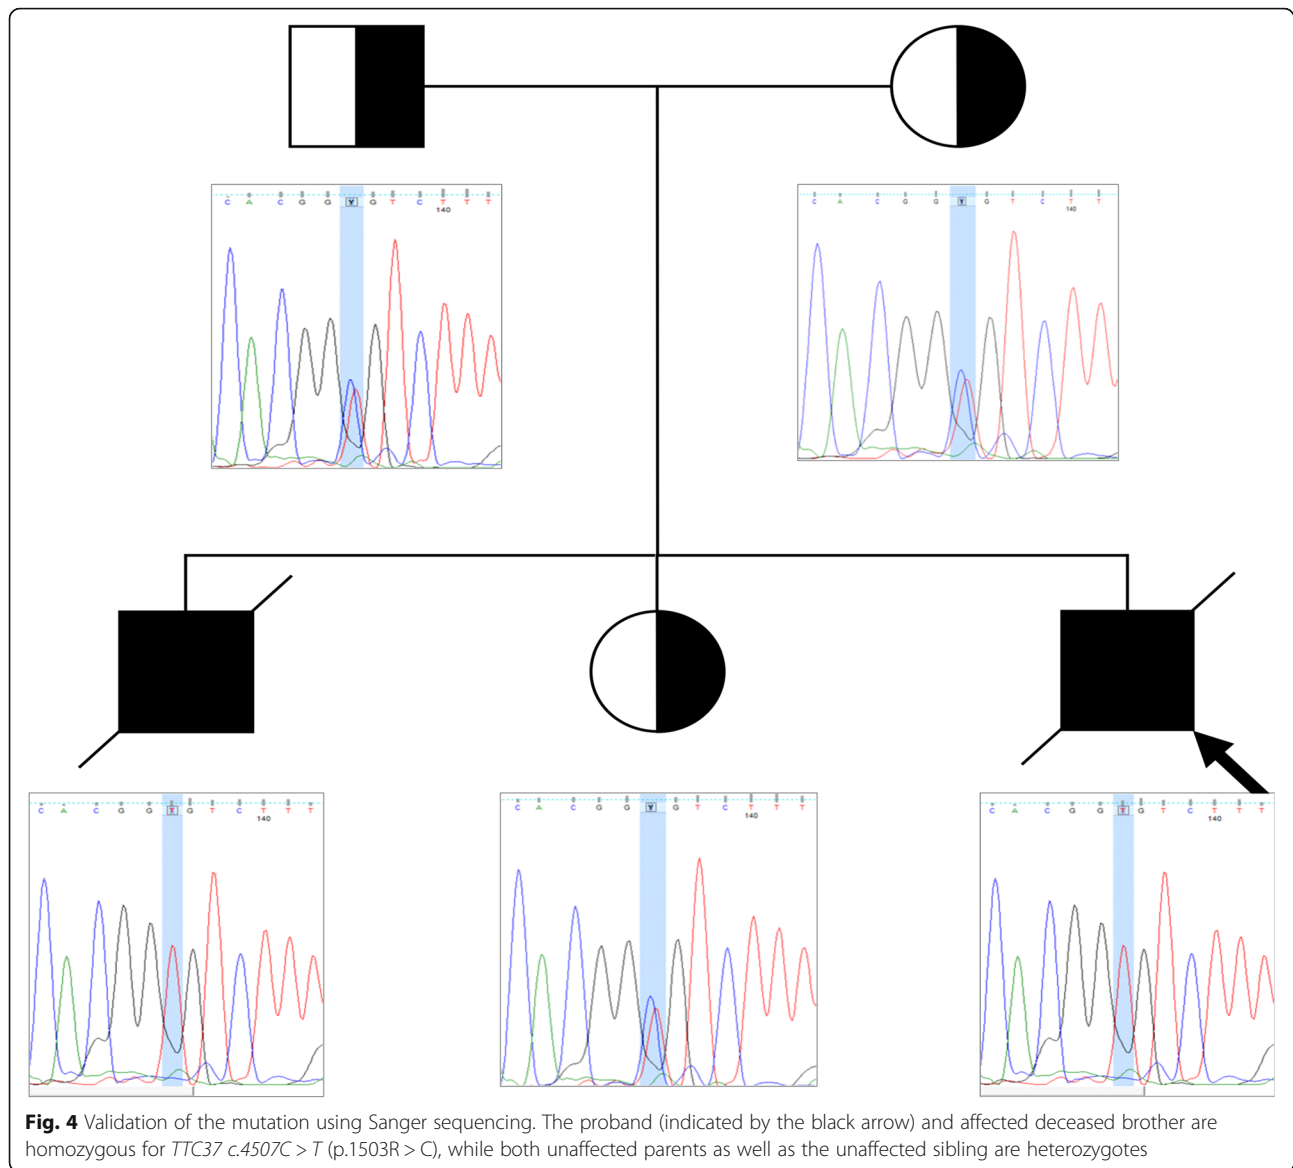 C A C G G Y G T C T T T
140
C A C G G Y G T C T T
140
C A C G G T G T C T T T
140
C A C G G Y G T C T T T
140
C A C G G T G T C T T T
140
Fig. 4 Validation of the mutation using Sanger sequencing. The proband (indicated by the black arrow) and affected deceased brother are
homozygous for TTC37 c.4507C > T (p.1503R > C), while both unaffected parents as well as the unaffected sibling are heterozygotes